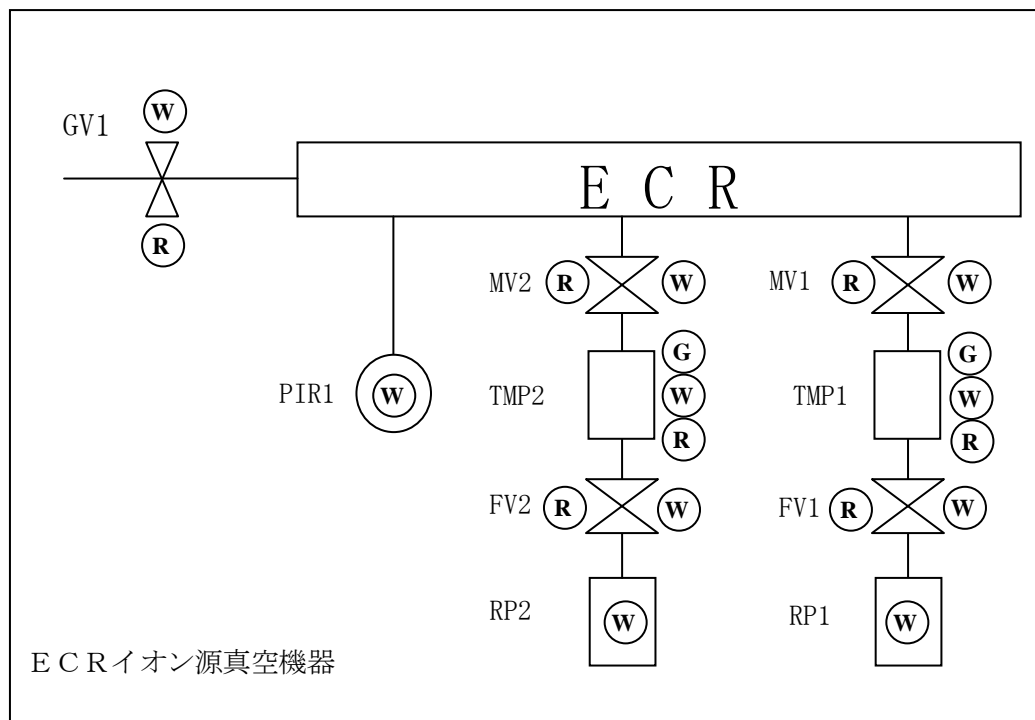 W
GV1
ＥＣＲ
R
MV2 R W
MV1 R W
G
G
PIR1 W
TMP2 W
TMP1 W
R
R
FV2 R W
FV1 R W
RP2 W
RP1 W
ＥＣＲイオン源真空機器